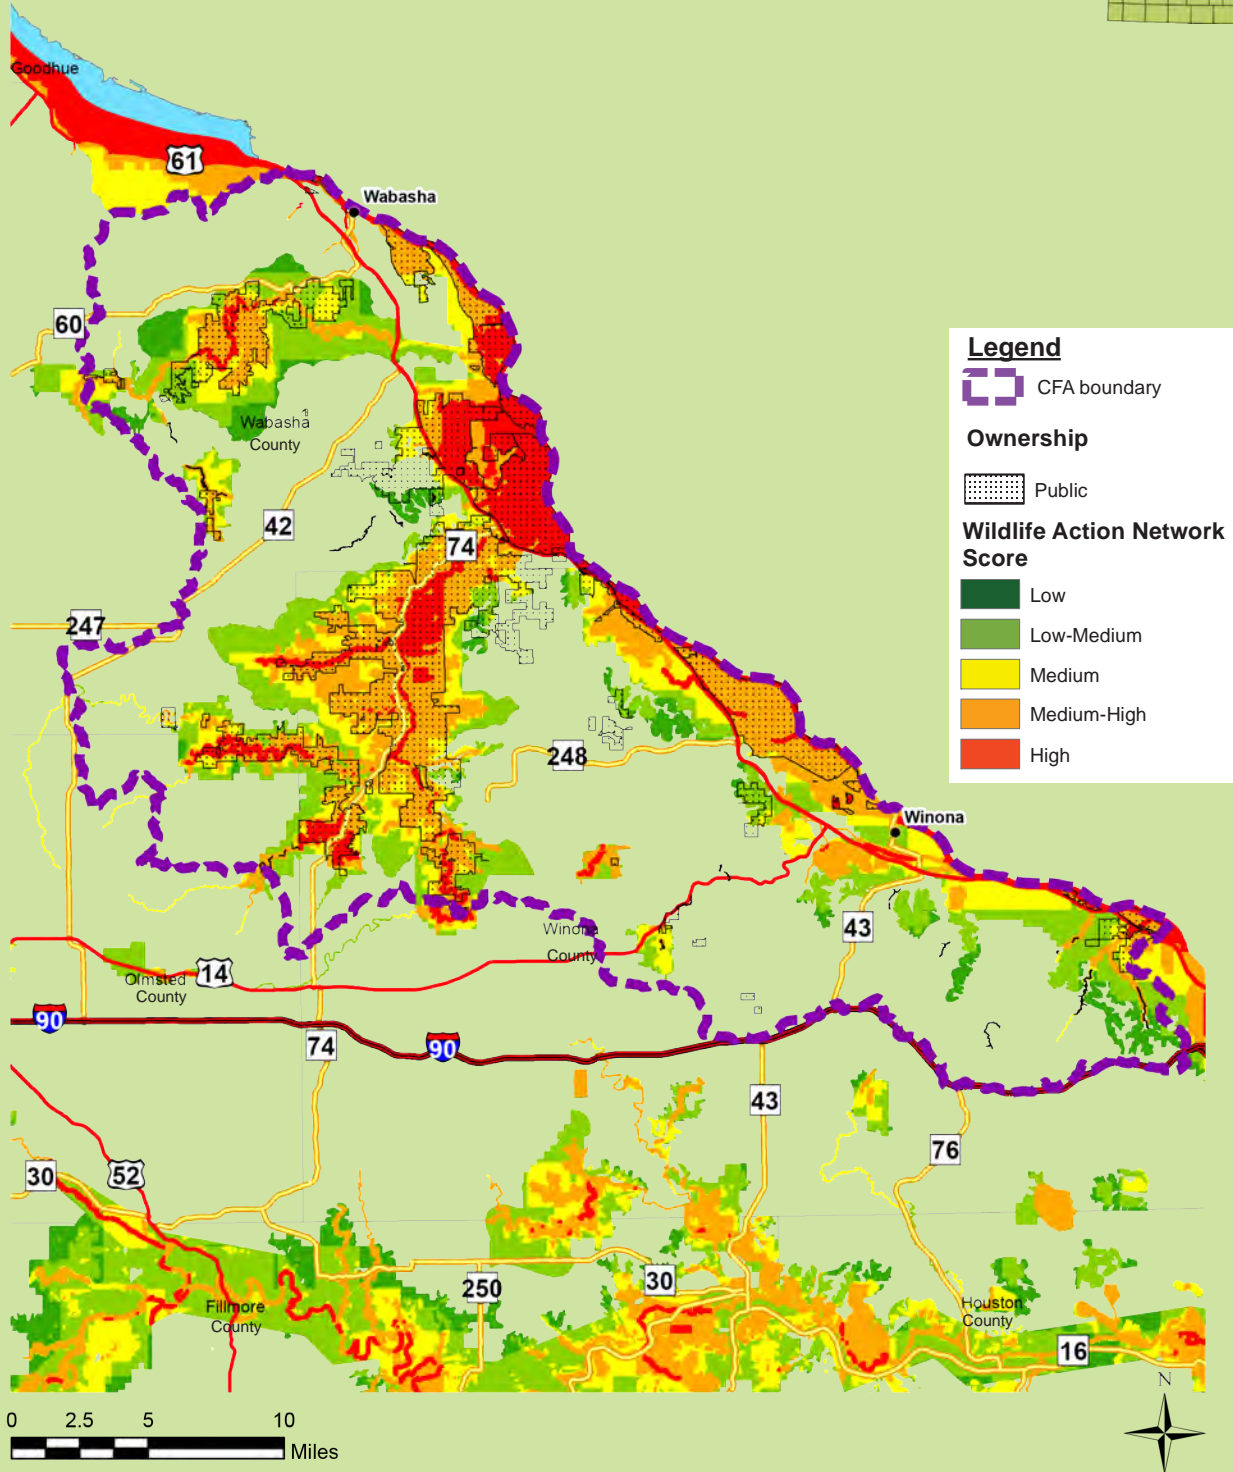 Goodhue
61
Wabasha
60
Legend
CFA boundary
Ownership
Public
Wildlife Action Network
Score
Low
Low-Medium
Medium
Medium-High
High
Wabasha
County
42
74
247
248
Winona
43
Winona
County
14
Olmsted
County
90
74
90
43
76
30
52
250
30
Fillmore
County
Houston
County
16
N
0 2.5 5 10
Miles